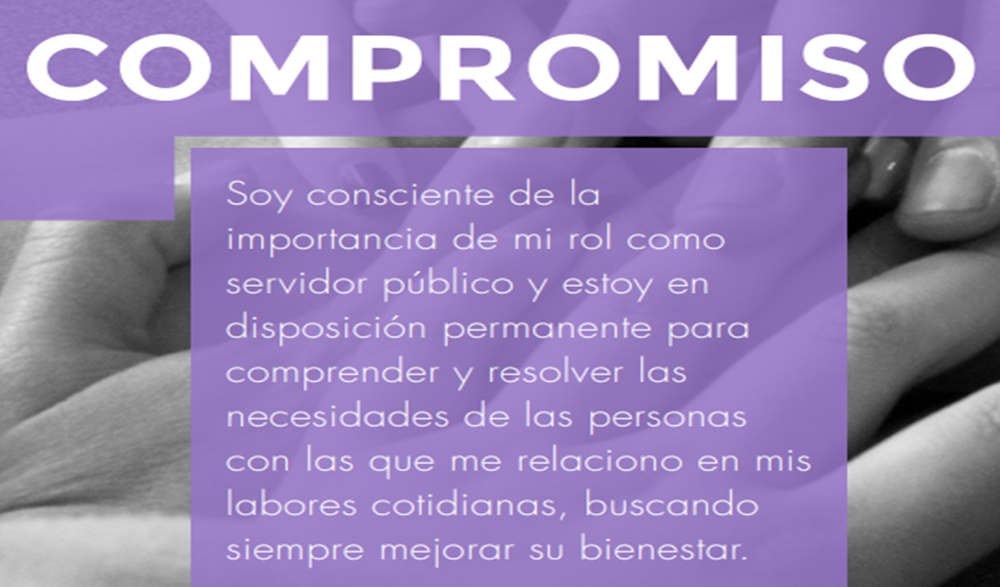 COMPROMISO
Soy consciente de la
importancia de mi rol como
servidor público y estoy en
disposición permanente para
comprender y resolver las
necesidades de las personas
con las que me relaciono en mis
labores cotidianas, buscando
siempre mejorar su bienestar.